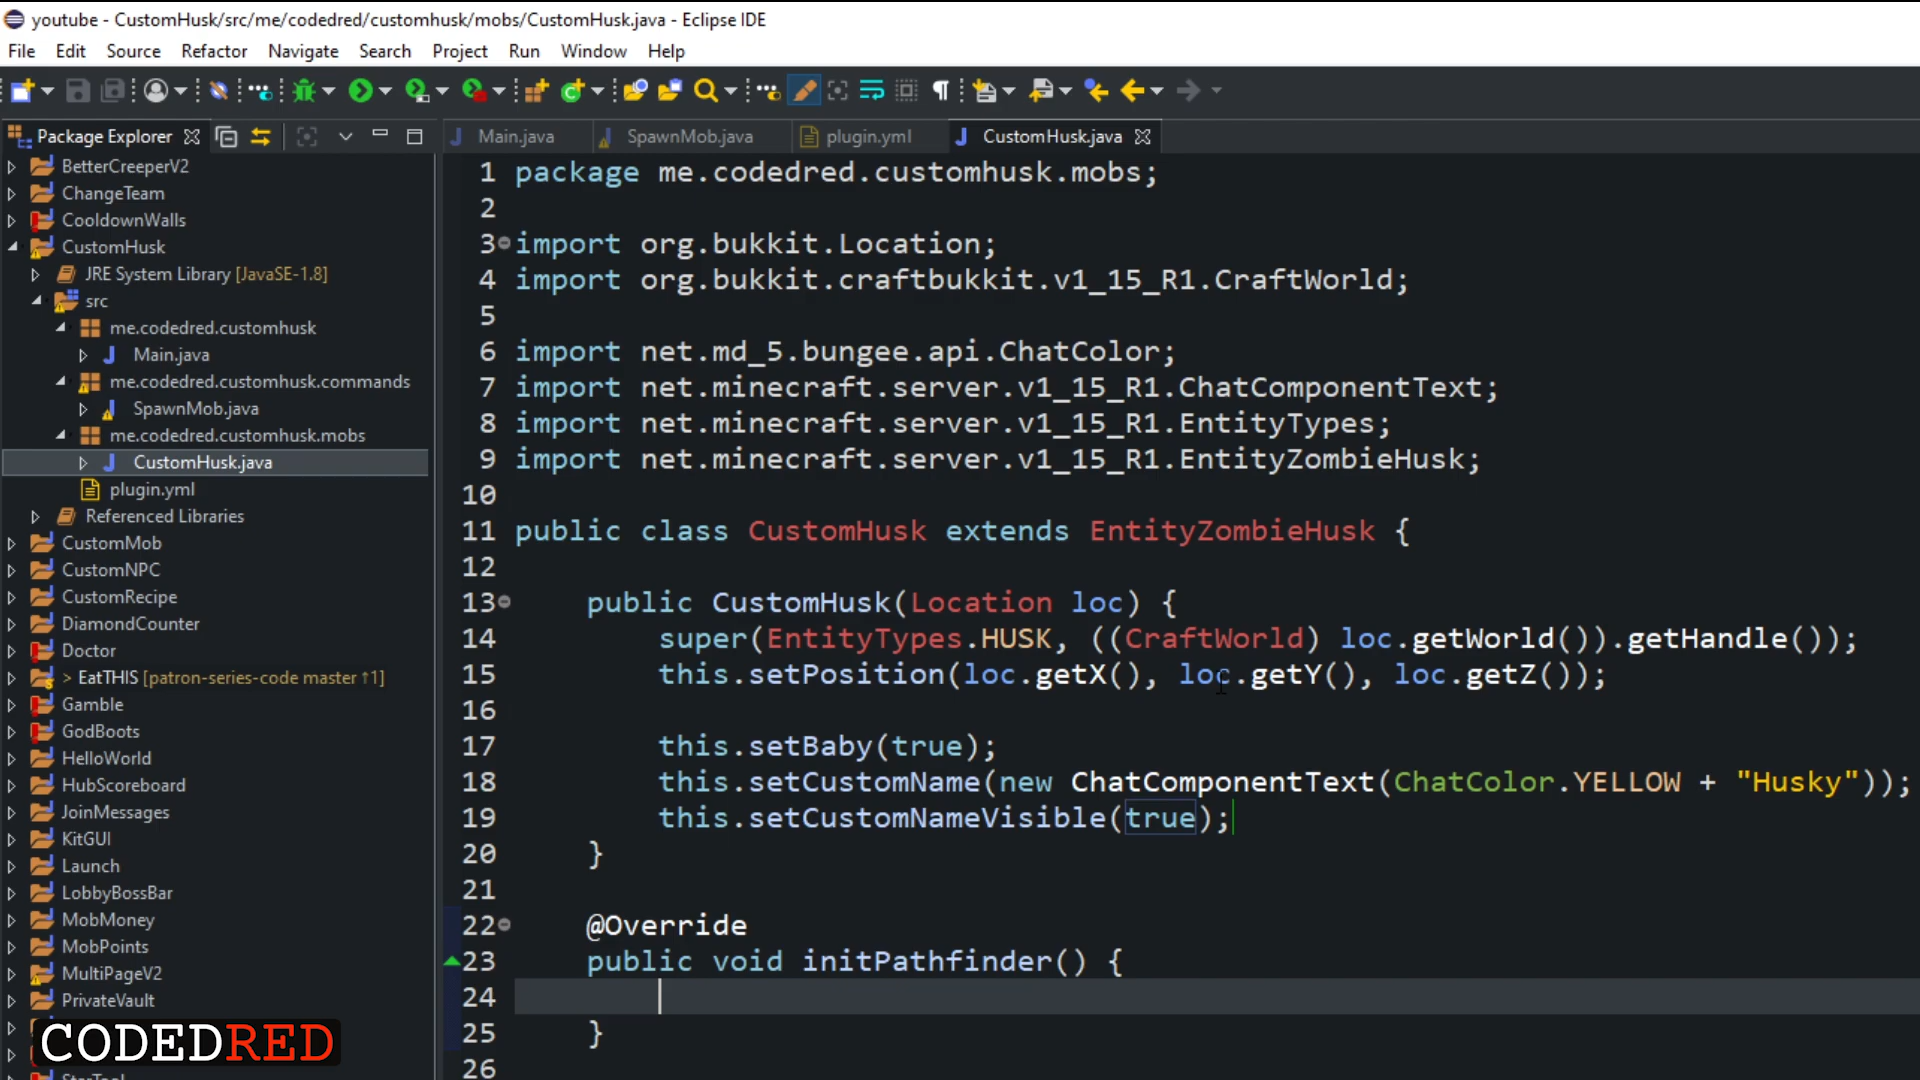 youtube - CustomHusk/src/me/codedred/customhusk/mobs/CustomHusk.java - Eclipse IDE
File Edit Source Refactor Navigate Search Project Run Window Help
Package Explorer
Main.java
SpawnMob.java
plugin.yml
CustomHusk.java
BetterCreeperV2
ChangeTeam
CooldownWalls
CustomHusk
JRE System Library [JavaSE-1.8]
src
me.codedred.customhusk
Main.java
me.codedred.customhusk.commands
SpawnMob.java
me.codedred.customhusk.mobs
CustomHusk.java
plugin.yml
Referenced Libraries
CustomMob
CustomNPC
CustomRecipe
DiamondCounter
Doctor
> EatTHIS [patron-series-code master ↑1]
Gamble
GodBoots
HelloWorld
HubScoreboard
JoinMessages
KitGUI
Launch
LobbyBossBar
MobMoney
MobPoints
MultiPageV2
PrivateVault
CODEDRED
1 package me.codedred.customhusk.mobs;
2
3 import org.bukkit.Location;
4 import org.bukkit.craftbukkit.v1_15_R1.CraftWorld;
5
6 import net.md_5.bungee.api.ChatColor;
7 import net.minecraft.server.v1_15_R1.ChatComponentText;
8 import net.minecraft.server.v1_15_R1.EntityTypes;
9 import net.minecraft.server.v1_15_R1.EntityZombieHusk;
10
11 public class CustomHusk extends EntityZombieHusk {
12
13 public CustomHusk(Location loc) {
14 super(EntityTypes.HUSK, ((CraftWorld) loc.getWorld()).getHandle());
15 this.setPosition(loc.getX(), loc.getY(), loc.getZ());
16
17 this.setBaby(true);
18 this.setCustomName(new ChatComponentText(ChatColor.YELLOW + "Husky"));
19 this.setCustomNameVisible(true);
20 }
21
22 @Override
23 public void initPathfinder() {
24
25 }
26